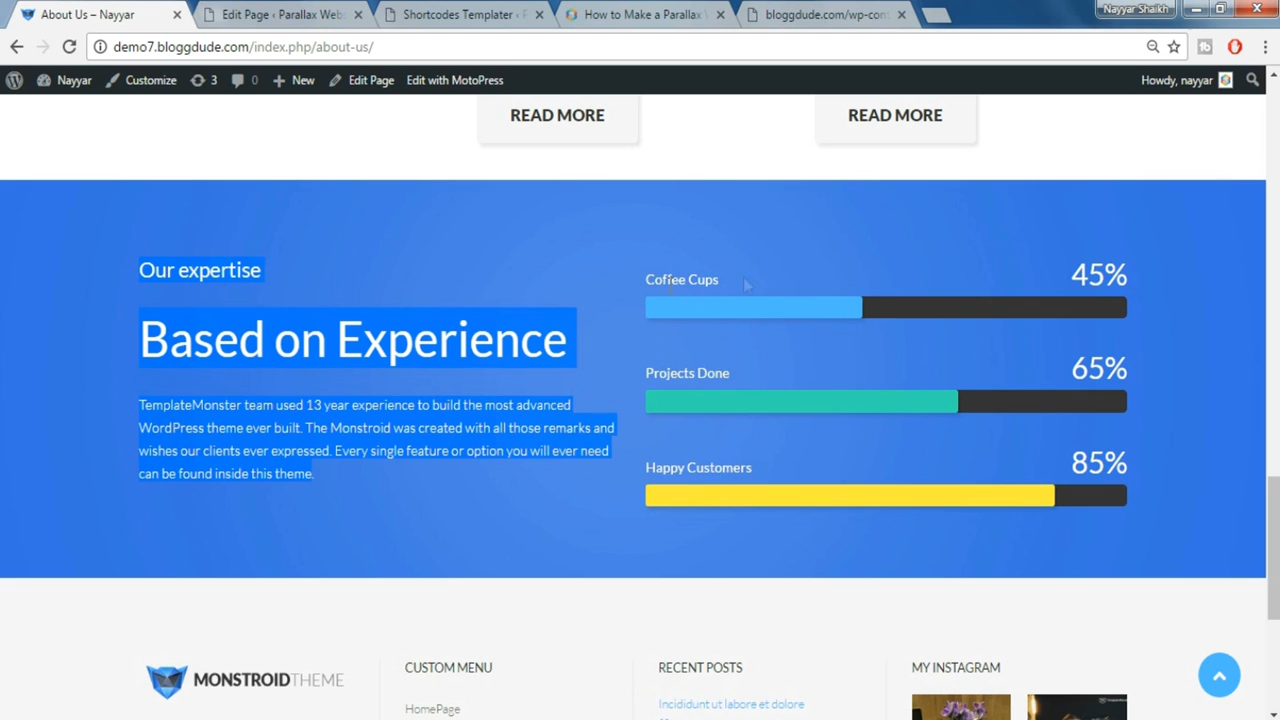 About Us – Nayyar
Edit Page ‹ Parallax Webs
Shortcodes Templater ‹ P
How to Make a Parallax W
bloggdude.com/wp-cont
Nayyar Shaikh
demo7.bloggdude.com/index.php/about-us/
Nayyar
Customize
3
0
New
Edit Page
Edit with MotoPress
Howdy, nayyar
READ MORE
READ MORE
Our expertise
Based on Experience
TemplateMonster team used 13 year experience to build the most advanced
WordPress theme ever built. The Monstroid was created with all those remarks and
wishes our clients ever expressed. Every single feature or option you will ever need
can be found inside this theme.
Coffee Cups
45%
Projects Done
65%
Happy Customers
85%
MONSTROIDTHEME
CUSTOM MENU
HomePage
RECENT POSTS
Incididunt ut labore et dolore
MY INSTAGRAM